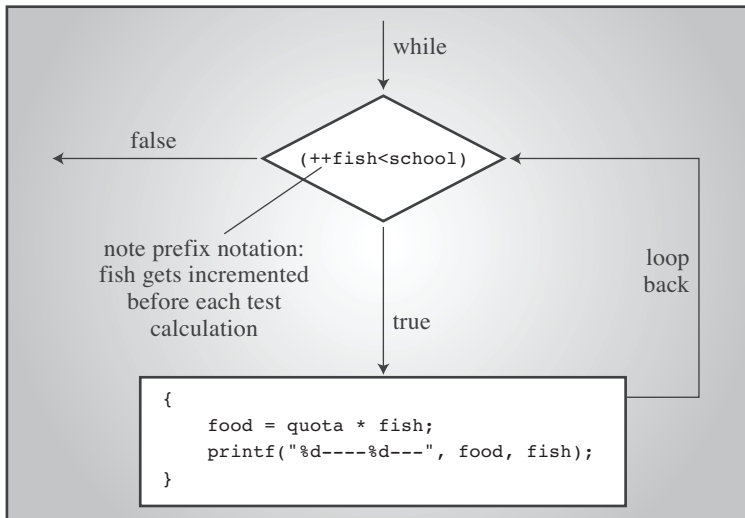 while
false
(++fish<school)
note prefix notation:
fish gets incremented
before each test
calculation
loop
back
true
{
food = quota * fish;
printf("%d----%d---", food, fish);
}